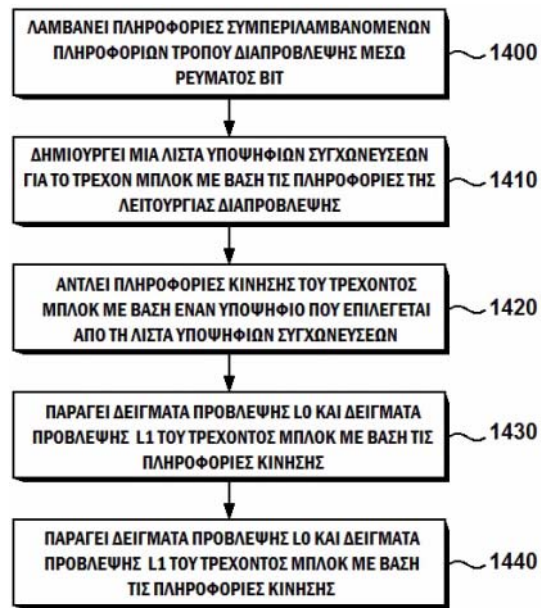 ΛΑΜΒΑΝΕΙ ΠΛΗΡΟΦΟΡΙΕΣ ΣΥΜΠΕΡΙΛΑΜΒΑΝΟΜΕΝΩΝ
ΠΛΗΡΟΦΟΡΙΩΝ ΤΡΟΠΟΥ ΔΙΑΠΡΟΒΛΕΨΗΣ ΜΕΣΩ
ΡΕΥΜΑΤΟΣ BIT
1400
ΔΗΜΙΟΥΡΓΕΙ ΜΙΑ ΛΙΣΤΑ ΥΠΟΨΗΦΙΩΝ ΣΥΓΧΩΝΕΥΣΕΩΝ
ΓΙΑ ΤΟ ΤΡΕΧΟΝ ΜΠΛΟΚ ΜΕ ΒΑΣΗ ΤΙΣ ΠΛΗΡΟΦΟΡΙΕΣ ΤΗΣ
ΛΕΙΤΟΥΡΓΙΑΣ ΔΙΑΠΡΟΒΛΕΨΗΣ
1410
ΑΝΤΛΕΙ ΠΛΗΡΟΦΟΡΙΕΣ ΚΙΝΗΣΗΣ ΤΟΥ ΤΡΕΧΟΝΤΟΣ
ΜΠΛΟΚ ΜΕ ΒΑΣΗ ΕΝΑΝ ΥΠΟΨΗΦΙΟ ΠΟΥ ΕΠΙΛΕΓΕΤΑΙ
ΑΠΟ ΤΗ ΛΙΣΤΑ ΥΠΟΨΗΦΙΩΝ ΣΥΓΧΩΝΕΥΣΕΩΝ
1420
ΠΑΡΑΓΕΙ ΔΕΙΓΜΑΤΑ ΠΡΟΒΛΕΨΗΣ L0 ΚΑΙ ΔΕΙΓΜΑΤΑ
ΠΡΟΒΛΕΨΗΣ L1 ΤΟΥ ΤΡΕΧΟΝΤΟΣ ΜΠΛΟΚ ΜΕ ΒΑΣΗ ΤΙΣ
ΠΛΗΡΟΦΟΡΙΕΣ ΚΙΝΗΣΗΣ
1430
ΠΑΡΑΓΕΙ ΔΕΙΓΜΑΤΑ ΠΡΟΒΛΕΨΗΣ L0 ΚΑΙ ΔΕΙΓΜΑΤΑ
ΠΡΟΒΛΕΨΗΣ L1 ΤΟΥ ΤΡΕΧΟΝΤΟΣ ΜΠΛΟΚ ΜΕ ΒΑΣΗ
ΤΙΣ ΠΛΗΡΟΦΟΡΙΕΣ ΚΙΝΗΣΗΣ
1440